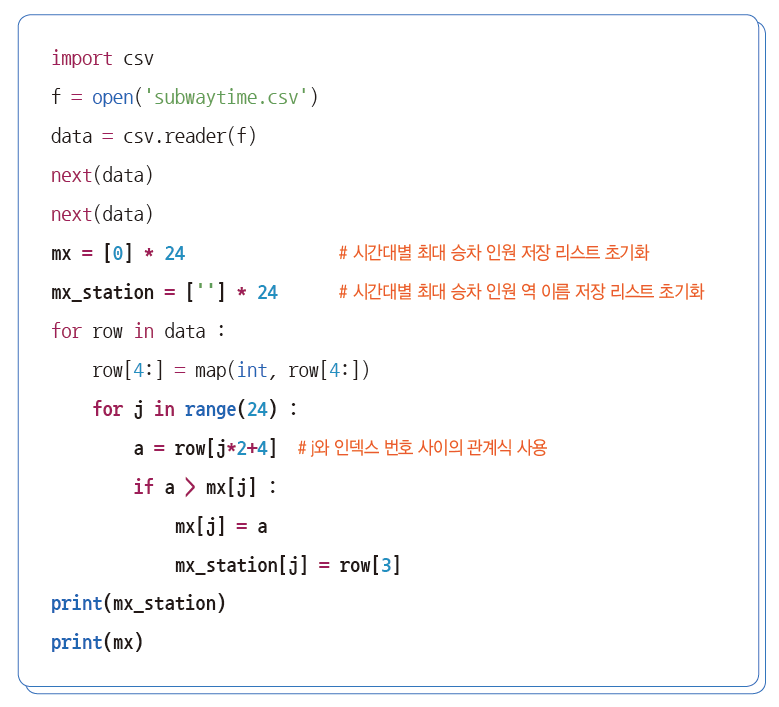 import csv
f = open('subwaytime.csv')
data = csv.reader(f)
next(data)
next(data)
mx = [0] * 24 # 시간대별 최대 승차 인원 저장 리스트 초기화
mx_station = [''] * 24 # 시간대별 최대 승차 인원 역 이름 저장 리스트 초기화
for row in data :
    row[4:] = map(int, row[4:])
    for j in range(24) :
        a = row[j*2+4] # j와 인덱스 번호 사이의 관계식 사용
        if a > mx[j] :
            mx[j] = a
            mx_station[j] = row[3]
print(mx_station)
print(mx)